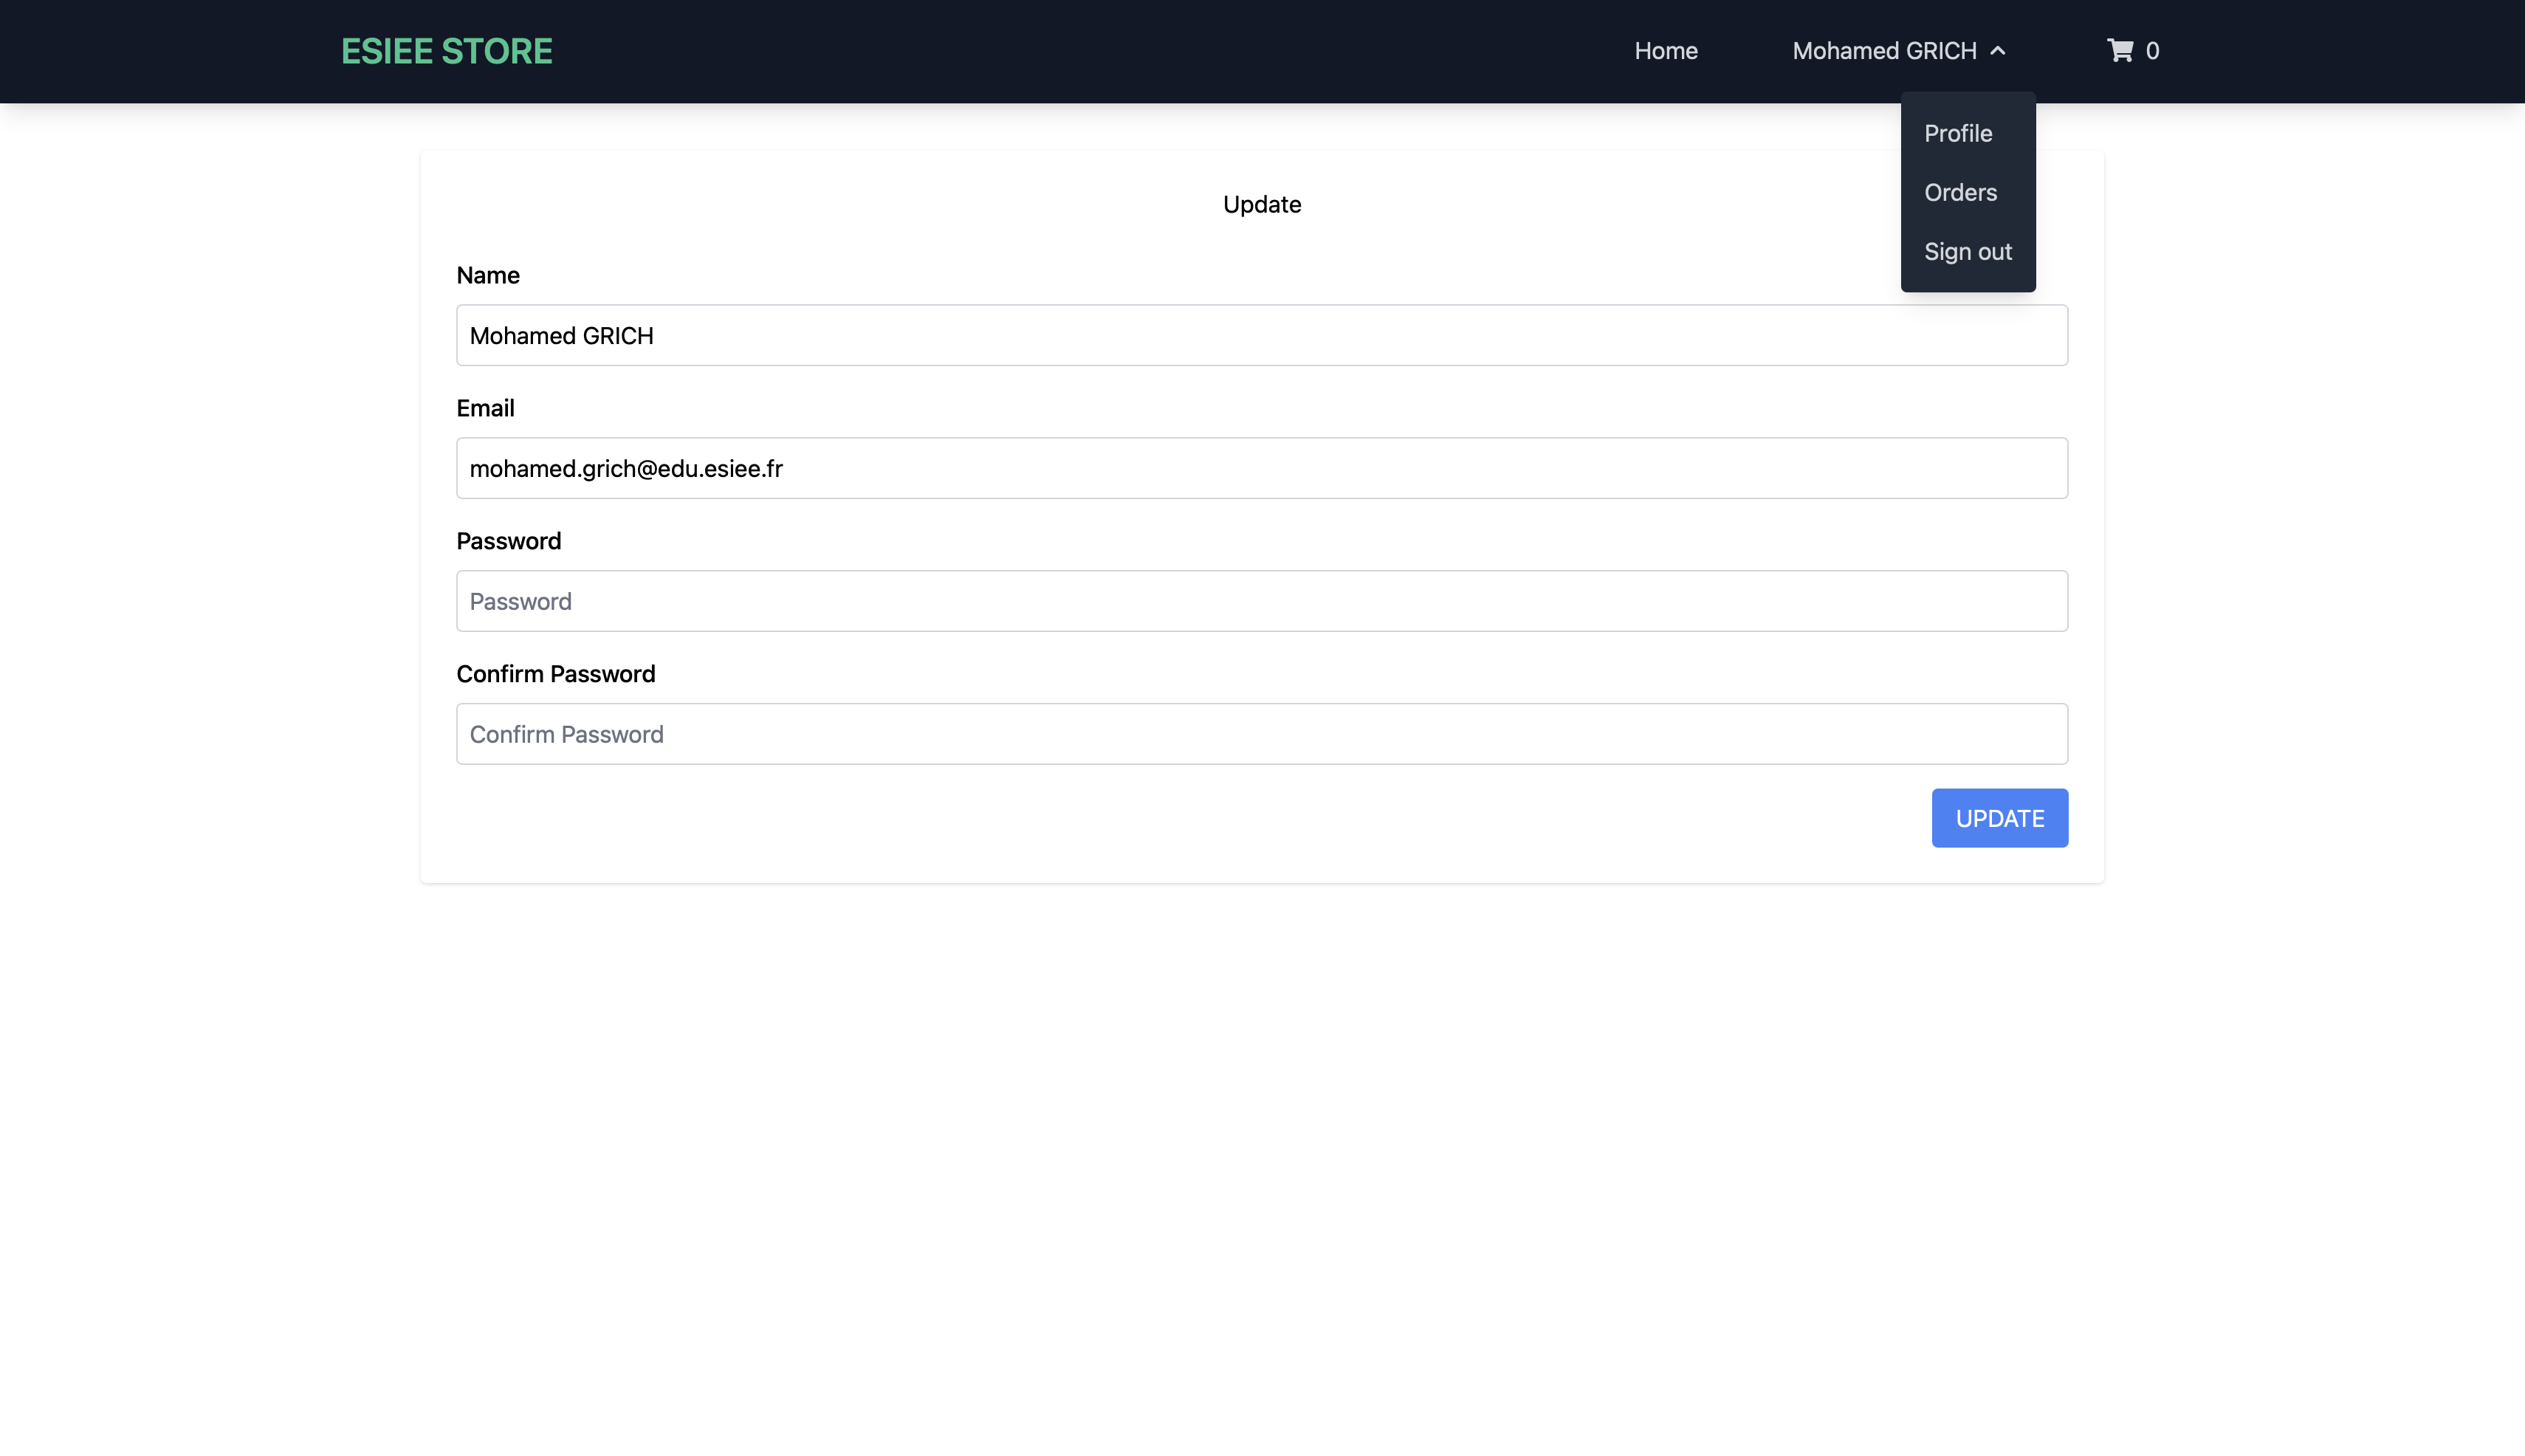 ESIEE STORE
Home
Mohamed GRICH
0
Profile
Orders
Sign out
Update
Name
Mohamed GRICH
Email
mohamed.grich@edu.esiee.fr
Password
Password
Confirm Password
Confirm Password
UPDATE